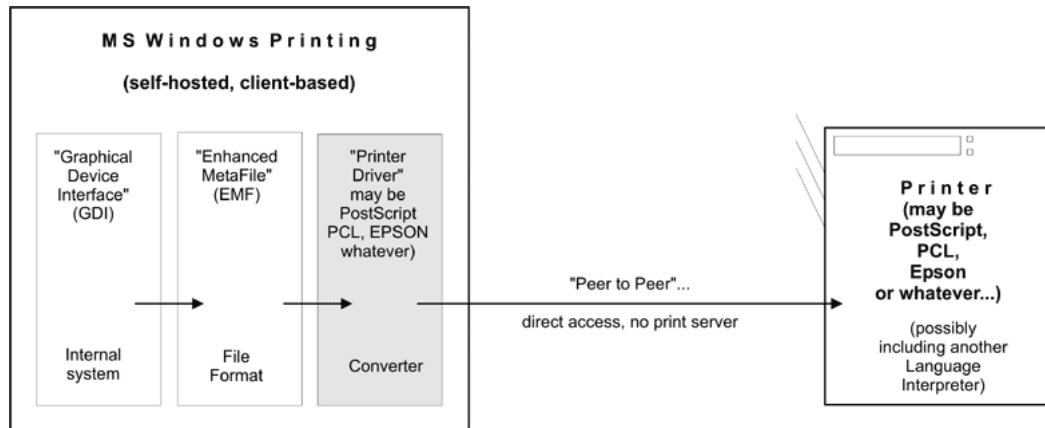 MS Windows Printing
(self-hosted, client-based)
"Graphical
Device
Interface"
(GDI)
Internal
system
"Enhanced
MetaFile"
(EMF)
File
Format
"Printer
Driver"
may be
PostScript
PCL, EPSON
whatever)
Converter
"Peer to Peer"...
direct access, no print server
Printer
(may be
PostScript,
PCL,
Epson
or whatever...)
(possibly
including another
Language
Interpreter)